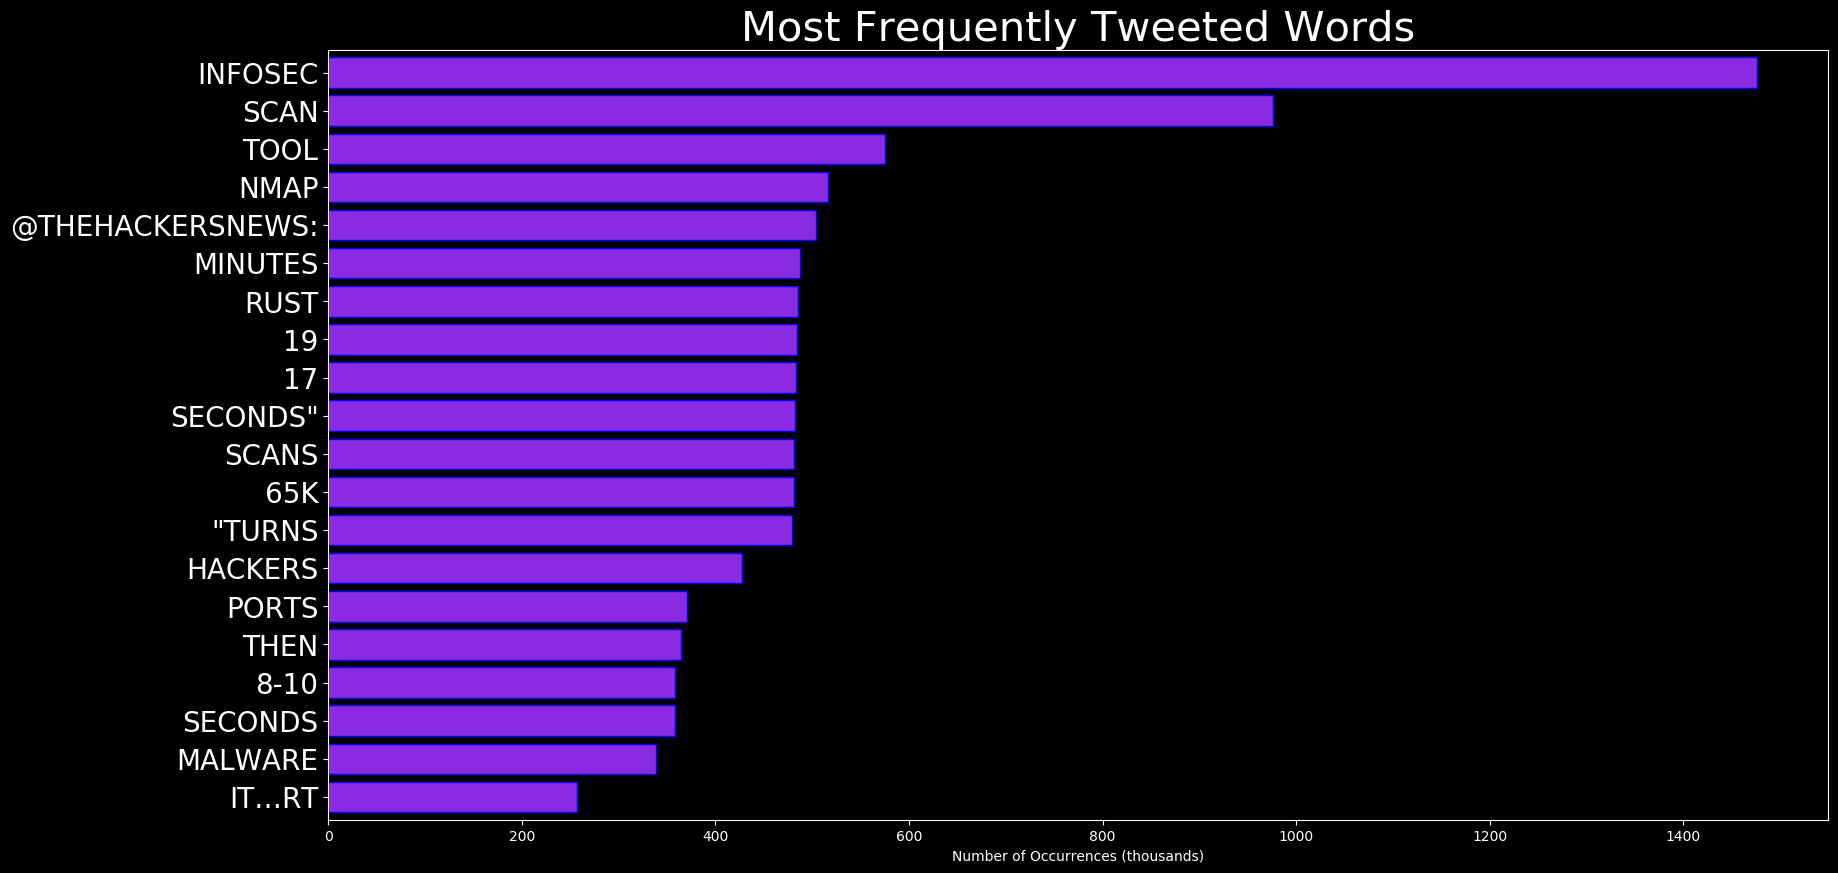 Most Frequently Tweeted Words
INFOSEC
SCAN
TOOL
NMAP
@THEHACKERSNEWS:
MINUTES
RUST
19
17
SECONDS"
SCANS
65K
"TURNS
HACKERS
PORTS
THEN
8-10
SECONDS
MALWARE
IT...RT
0 200 400 600 800 1000 1200 1400
Number of Occurrences (thousands)